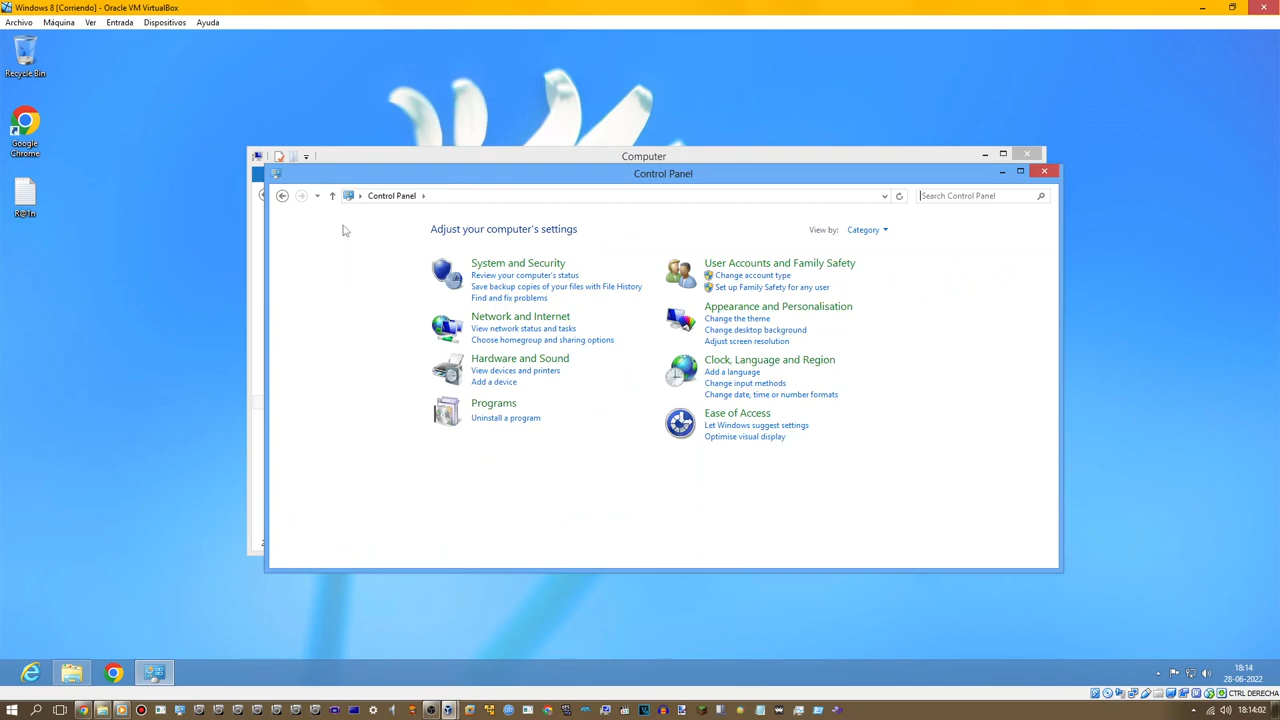 Windows 8 [Corriendo] - Oracle VM VirtualBox
Archivo Máquina Ver Entrada Dispositivos Ayuda
Recycle Bin
Google
Chrome
R@1n
Computer
Control Panel
Control Panel
Search Control Panel
Adjust your computer's settings
View by: Category
System and Security
Review your computer's status
Save backup copies of your files with File History
Find and fix problems
Network and Internet
View network status and tasks
Choose homegroup and sharing options
Hardware and Sound
View devices and printers
Add a device
Programs
Uninstall a program
User Accounts and Family Safety
Change account type
Set up Family Safety for any user
Appearance and Personalisation
Change the theme
Change desktop background
Adjust screen resolution
Clock, Language and Region
Add a language
Change input methods
Change date, time or number formats
Ease of Access
Let Windows suggest settings
Optimise visual display
18:14
28-06-2022
CTRL DERECHA
18:14:02